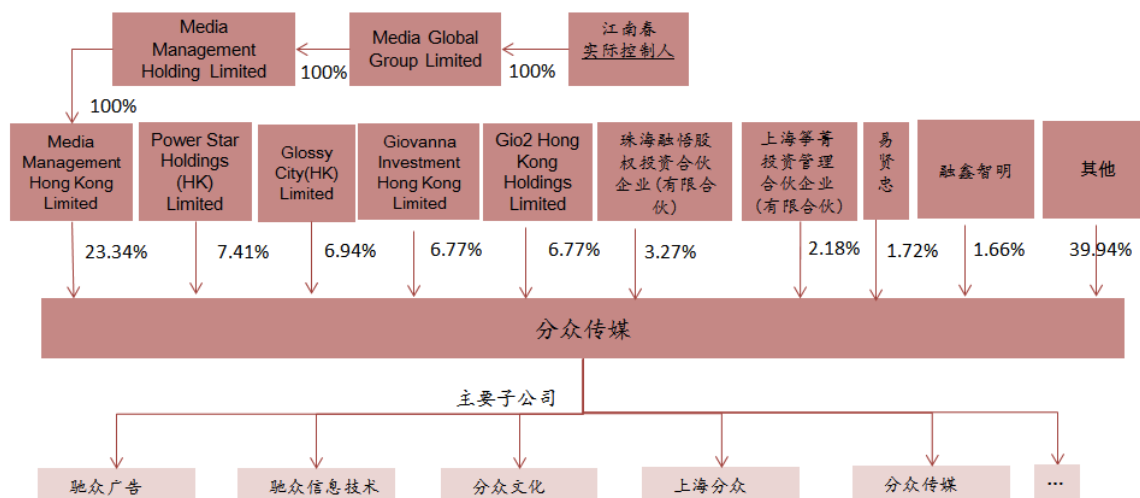 Media
Management
Holding Limited
Media Global
Group Limited
江南春
实际控制人
100%
100%
100%
Media
Management
Hong Kong
Limited
Power Star
Holdings
(HK)
Limited
Glossy
City(HK)
Limited
Giovanna
Investment
Hong Kong
Limited
Gio2 Hong
Kong
Holdings
Limited
珠海融悟股
权投资合伙
企业(有限合
伙)
上海筝菁
投资管理
合伙企业
(有限合伙)
易
贤
忠
融鑫智明
其他
23.34%
7.41%
6.94%
6.77%
6.77%
3.27%
2.18%
1.72%
1.66%
39.94%
分众传媒
主要子公司
驰众广告
驰众信息技术
分众文化
上海分众
分众传媒
...